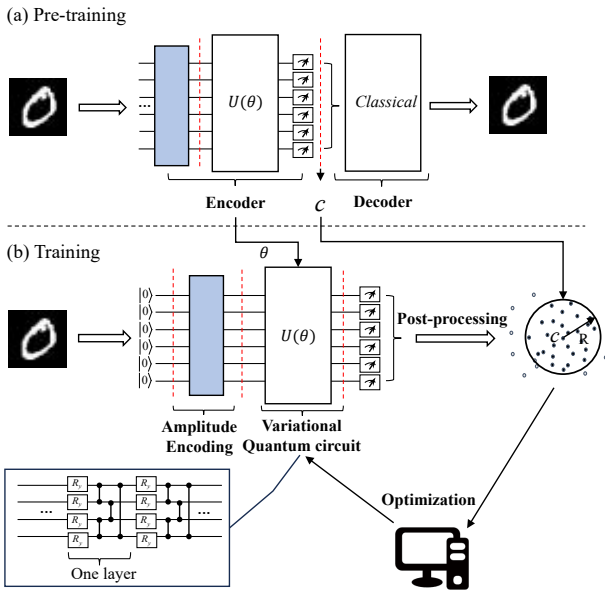 (a) Pre-training
...
U(θ)
Classical
Encoder
𝒞
Decoder
(b) Training
θ
|0⟩
|0⟩
|0⟩
|0⟩
|0⟩
|0⟩
U(θ)
Post-processing
𝒞
R
Amplitude
Encoding
Variational
Quantum circuit
R_y R_y
R_y R_y
... ...
R_y R_y
R_y R_y
One layer
Optimization